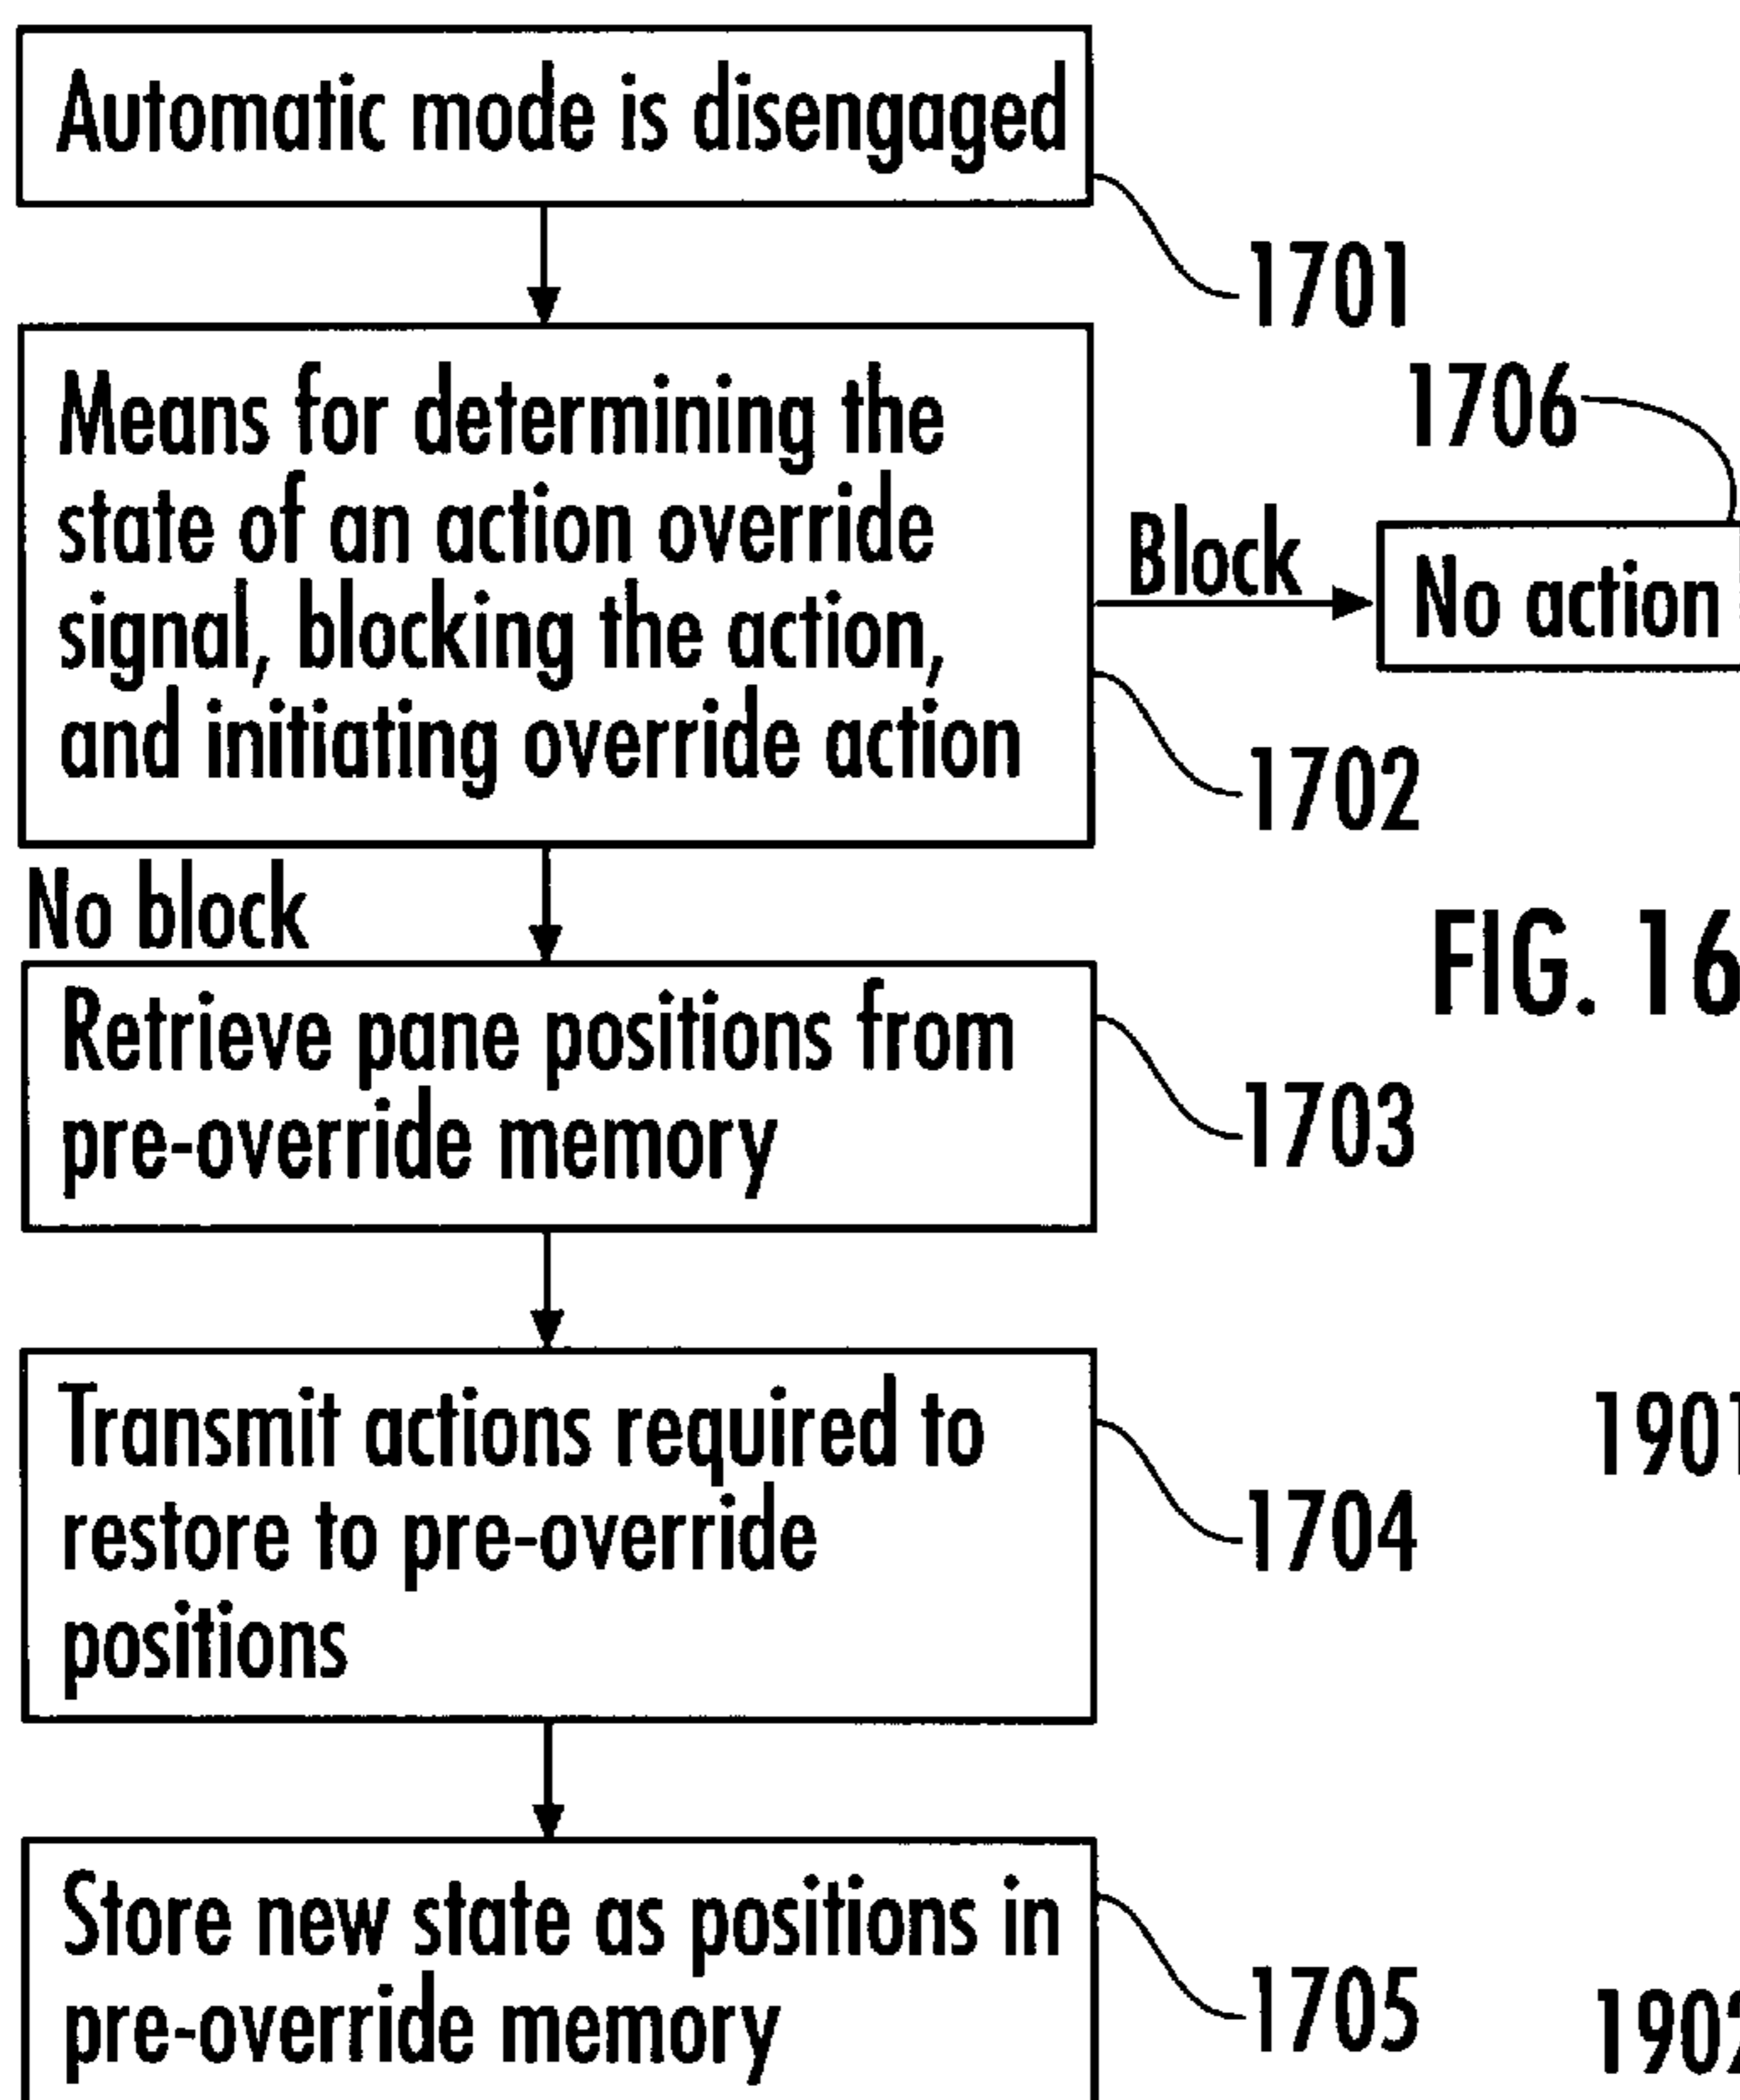 Automatic mode is disengaged
1701
Means for determining the
state of an action override
signal, blocking the action,
and initiating override action
1702
Block
1706
No action
No block
FIG. 16
Retrieve pane positions from
pre-override memory
1703
Transmit actions required to
restore to pre-override
positions
1704
1901
Store new state as positions in
pre-override memory
1705
1902